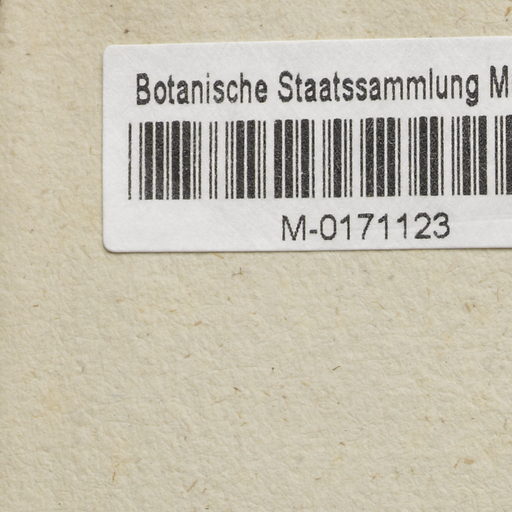 Botanische Staatssammlung M
M-0171123